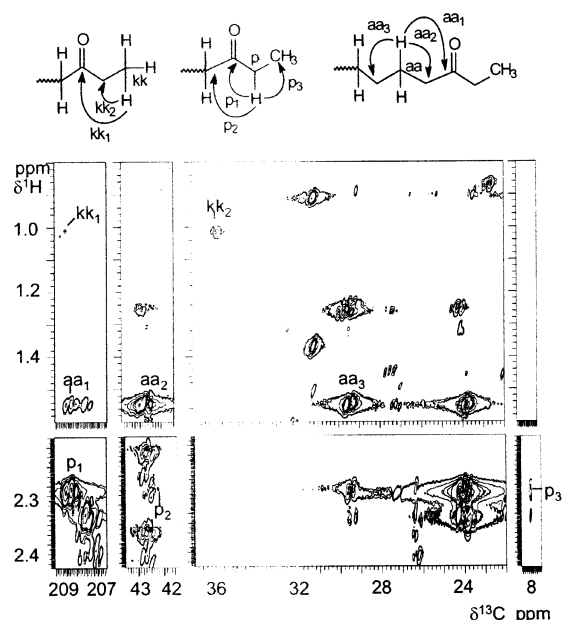 O O O
H H H H H H
kk p CH₃ aa₃ aa₂ aa₁
H H H H aa CH₃
kk₂ kk₁ p₁ p₂ p₃
ppm
δ¹H
kk₁
kk₂
1.0
1.2
1.4
aa₁ aa₂ aa₃
p₁ p₂ p₃
2.3
2.4
209 207 43 42 36 32 28 24 8
δ¹³C ppm